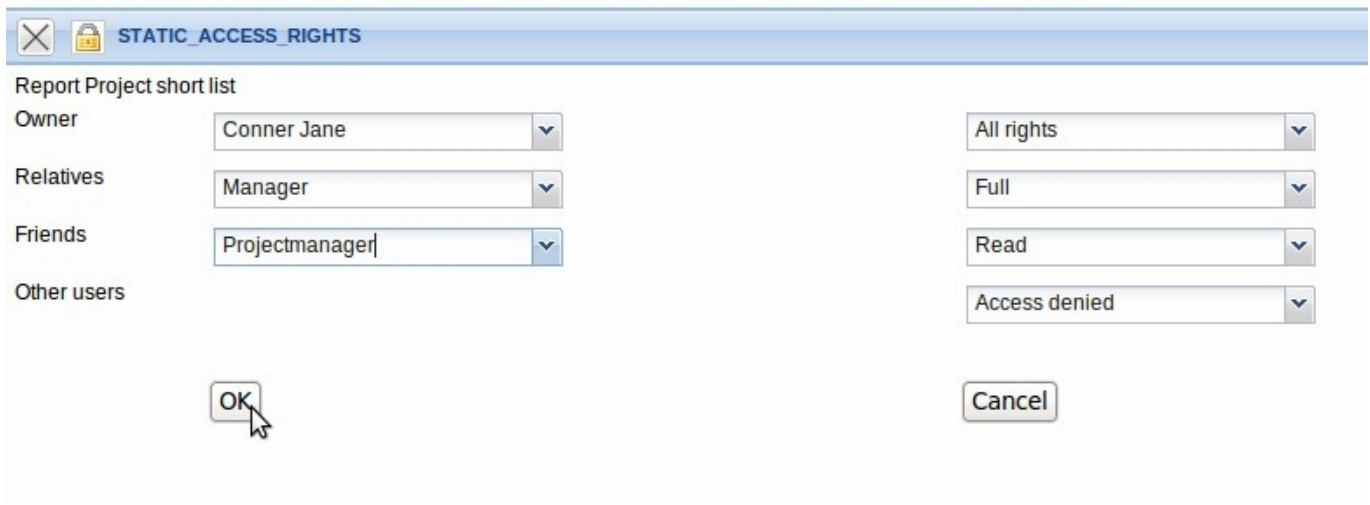 STATIC_ACCESS_RIGHTS
Report Project short list
Owner Conner Jane All rights
Relatives Manager Full
Friends Projectmanager Read
Other users Access denied
OK Cancel